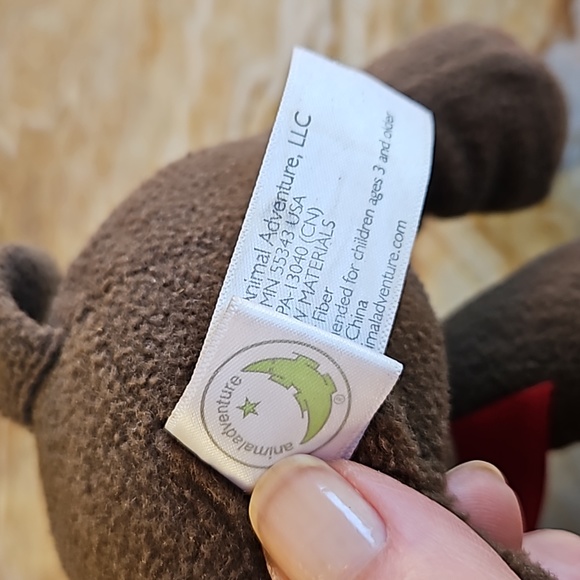 nimal Adventure, LLC
MN 55343 USA
PA-13040 (CN)
MATERIALS
Fiber
ended for children ages 3 and older
China
imaladventure.com
animaladventure®